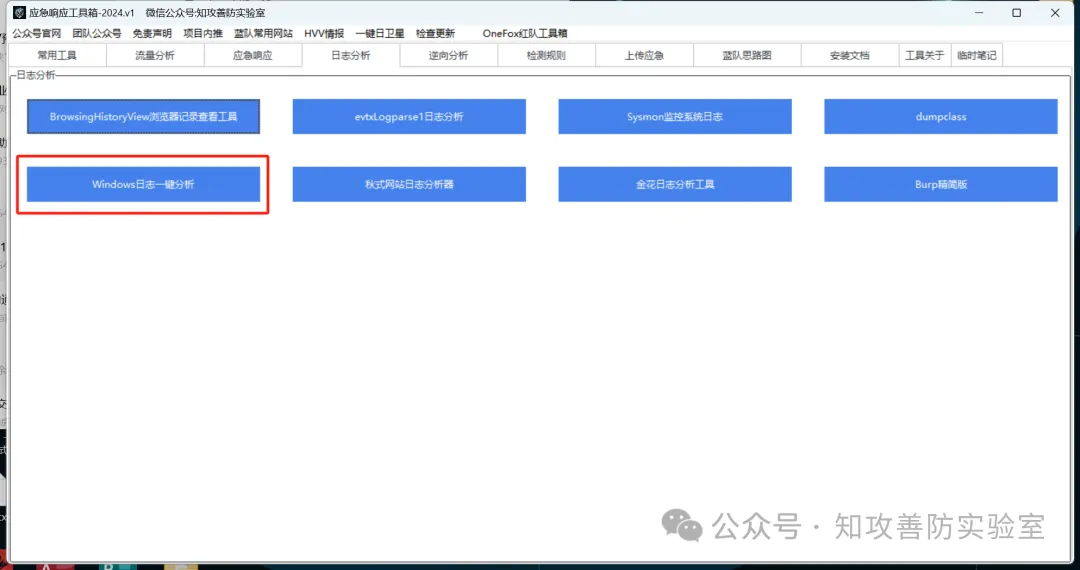 应急响应工具箱-2024.v1 微信公众号:知攻善防实验室
公众号官网 团队公众号 免责声明 项目内推 蓝队常用网站 HVV情报 一键日卫星 检查更新 OneFox红队工具箱
常用工具 流量分析 应急响应 日志分析 逆向分析 检测规则 上传应急 蓝队思路图 安装文档 工具关于 临时笔记
日志分析
BrowsingHistoryView浏览器记录查看工具 evtxLogparse1日志分析 Sysmon监控系统日志 dumpclass
Windows日志一键分析 秋式网站日志分析器 金花日志分析工具 Burp精简版
公众号 · 知攻善防实验室